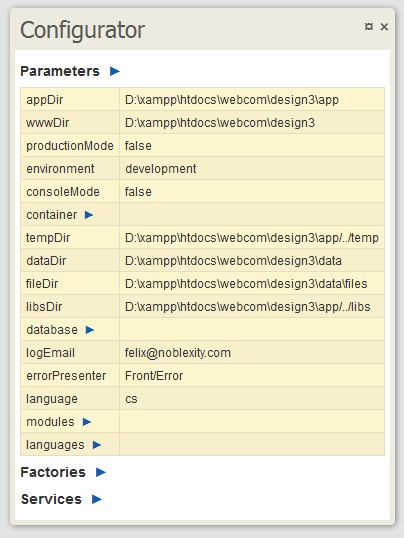 Configurator ¤ ×
Parameters ►
appDir D:\xampp\htdocs\webcom\design3\app
wwwDir D:\xampp\htdocs\webcom\design3
productionMode false
environment development
consoleMode false
container ►
tempDir D:\xampp\htdocs\webcom\design3\app/../temp
dataDir D:\xampp\htdocs\webcom\design3\data
fileDir D:\xampp\htdocs\webcom\design3\data\files
libsDir D:\xampp\htdocs\webcom\design3\app/../libs
database ►
logEmail felix@noblexity.com
errorPresenter Front/Error
language cs
modules ►
languages ►
Factories ►
Services ►